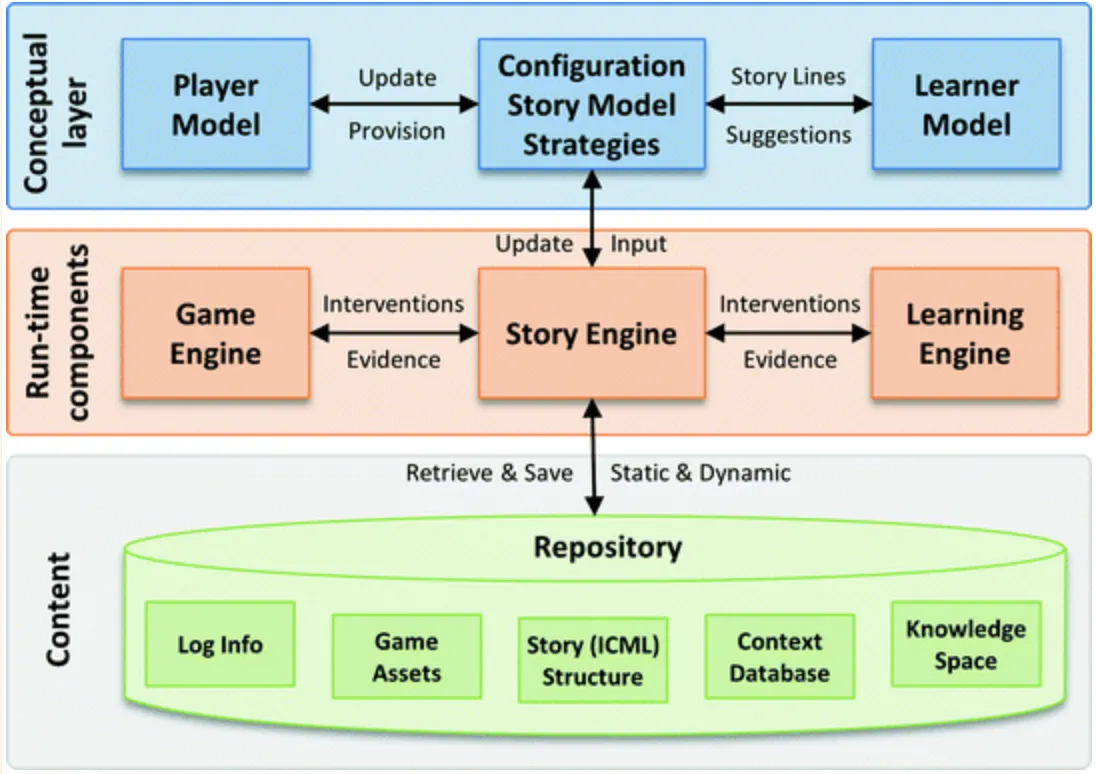 Conceptual
layer
Player
Model
Update
Provision
Configuration
Story Model
Strategies
Story Lines
Suggestions
Learner
Model
Update Input
Run-time
components
Game
Engine
Interventions
Evidence
Story Engine
Interventions
Evidence
Learning
Engine
Retrieve & Save Static & Dynamic
Content
Repository
Log Info
Game
Assets
Story (ICML)
Structure
Context
Database
Knowledge
Space